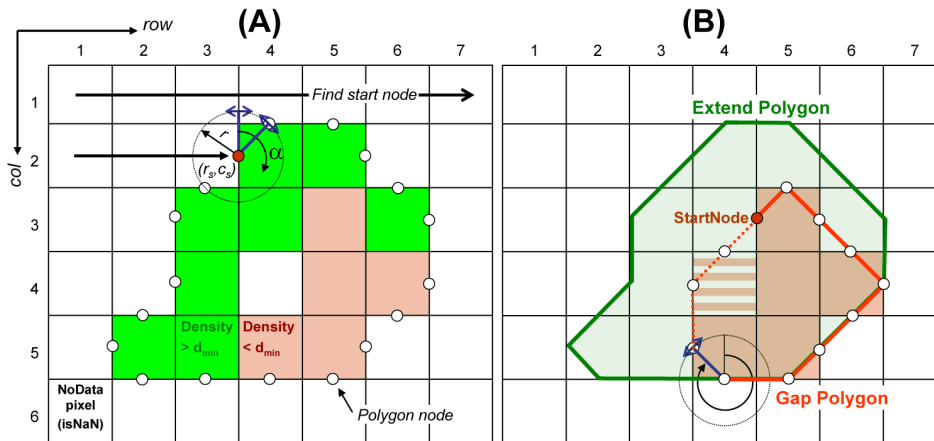 (A)
row
1 2 3 4 5 6 7
col
1
2
3
4
5
6
Find start node
r
α
(rs,cs)
Density
> dmin
Density
< dmin
NoData
pixel
(isNaN)
Polygon node
(B)
1 2 3 4 5 6 7
Extend Polygon
StartNode
Gap Polygon